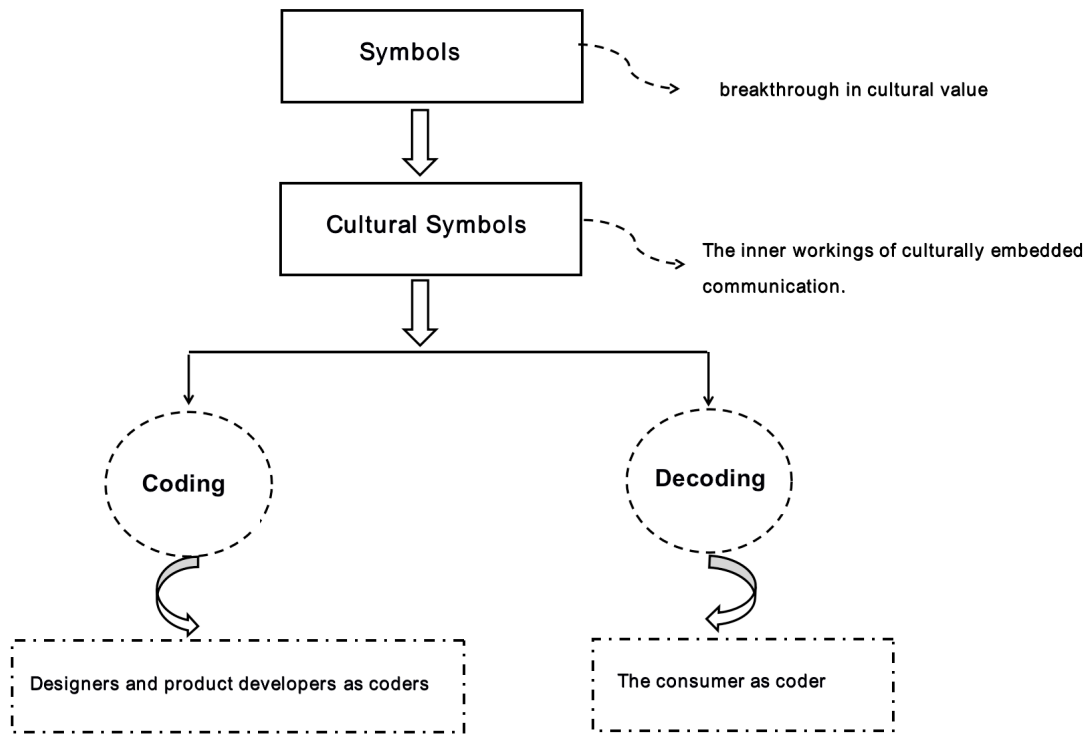 Symbols
breakthrough in cultural value
Cultural Symbols
The inner workings of culturally embedded
communication.
Coding
Decoding
Designers and product developers as coders
The consumer as coder